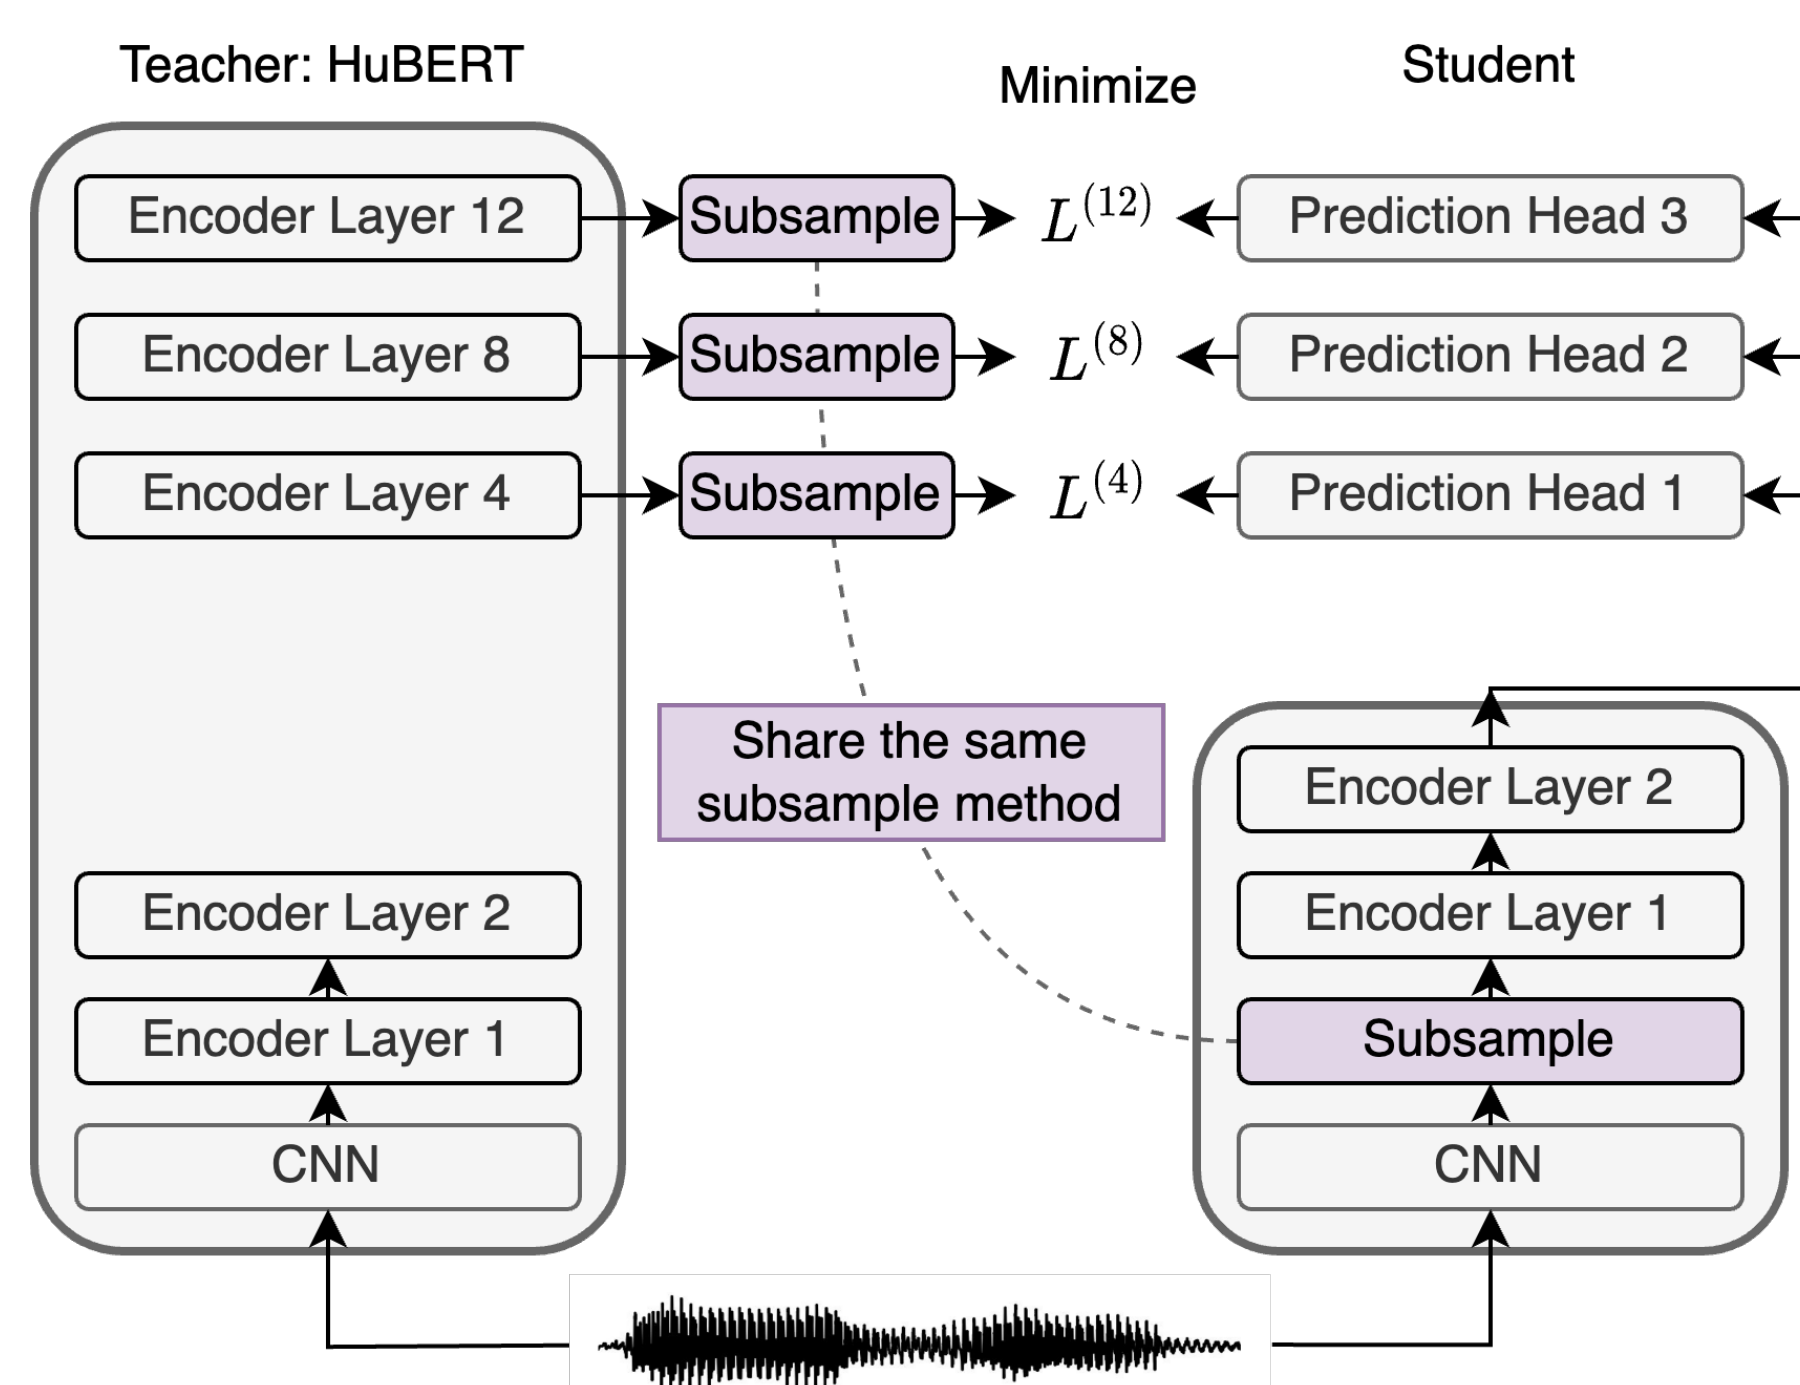 Teacher: HuBERT
Minimize
Student
Encoder Layer 12
Subsample
L^(12)
Prediction Head 3
Encoder Layer 8
Subsample
L^(8)
Prediction Head 2
Encoder Layer 4
Subsample
L^(4)
Prediction Head 1
Share the same
subsample method
Encoder Layer 2
Encoder Layer 1
CNN
Encoder Layer 2
Encoder Layer 1
Subsample
CNN